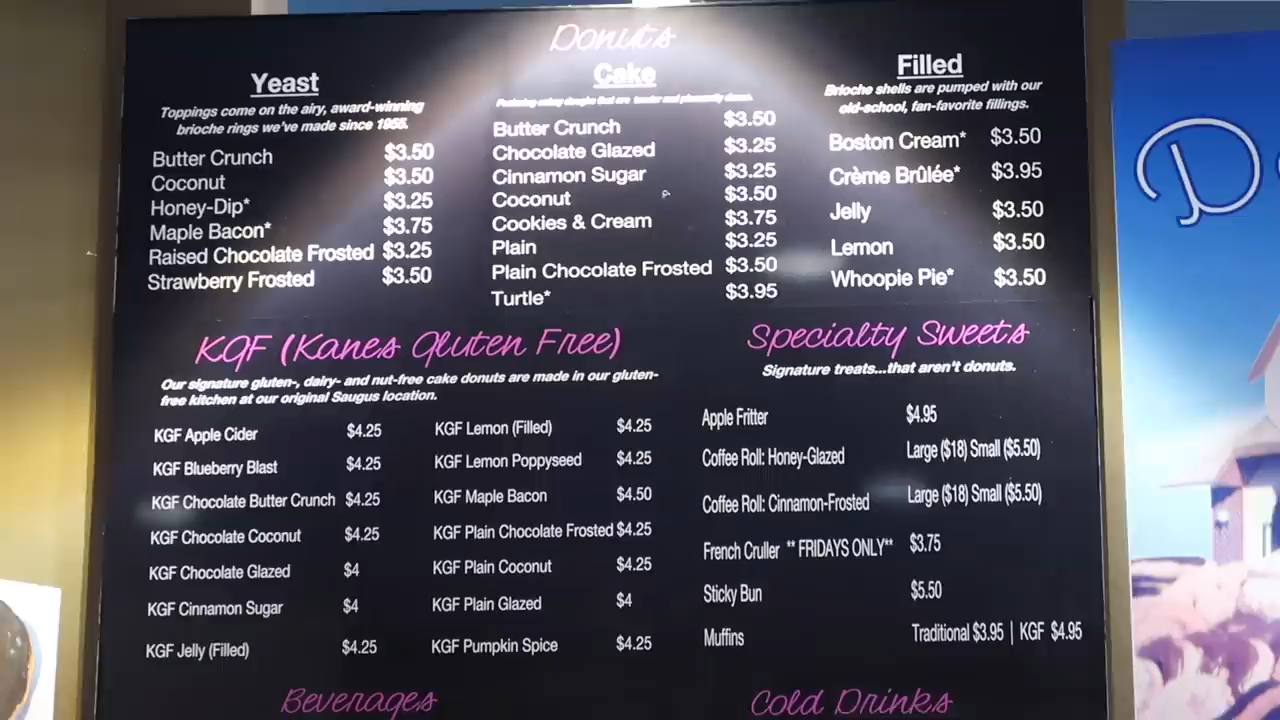 Donuts
Yeast
Toppings come on the airy, award-winning
brioche rings we've made since 1955.
Butter Crunch $3.50
Coconut $3.50
Honey-Dip* $3.25
Maple Bacon* $3.75
Raised Chocolate Frosted $3.25
Strawberry Frosted $3.50
Cake
that are tender and
Butter Crunch $3.50
Chocolate Glazed $3.25
Cinnamon Sugar $3.25
Coconut $3.50
Cookies & Cream $3.75
Plain $3.25
Plain Chocolate Frosted $3.50
Turtle* $3.95
Filled
Brioche shells are pumped with our
old-school, fan-favorite fillings.
Boston Cream* $3.50
Crème Brûlée* $3.95
Jelly $3.50
Lemon $3.50
Whoopie Pie* $3.50
KGF (Kanes Gluten Free)
Our signature gluten-, dairy- and nut-free cake donuts are made in our gluten-
free kitchen at our original Saugus location.
KGF Apple Cider $4.25
KGF Blueberry Blast $4.25
KGF Chocolate Butter Crunch $4.25
KGF Chocolate Coconut $4.25
KGF Chocolate Glazed $4
KGF Cinnamon Sugar $4
KGF Jelly (Filled) $4.25
KGF Lemon (Filled) $4.25
KGF Lemon Poppyseed $4.25
KGF Maple Bacon $4.50
KGF Plain Chocolate Frosted $4.25
KGF Plain Coconut $4.25
KGF Plain Glazed $4
KGF Pumpkin Spice $4.25
Specialty Sweets
Signature treats...that aren't donuts.
Apple Fritter $4.95
Coffee Roll: Honey-Glazed Large ($18) Small ($5.50)
Coffee Roll: Cinnamon-Frosted Large ($18) Small ($5.50)
French Cruller ** FRIDAYS ONLY** $3.75
Sticky Bun $5.50
Muffins Traditional $3.95 | KGF $4.95
Beverages
Cold Drinks